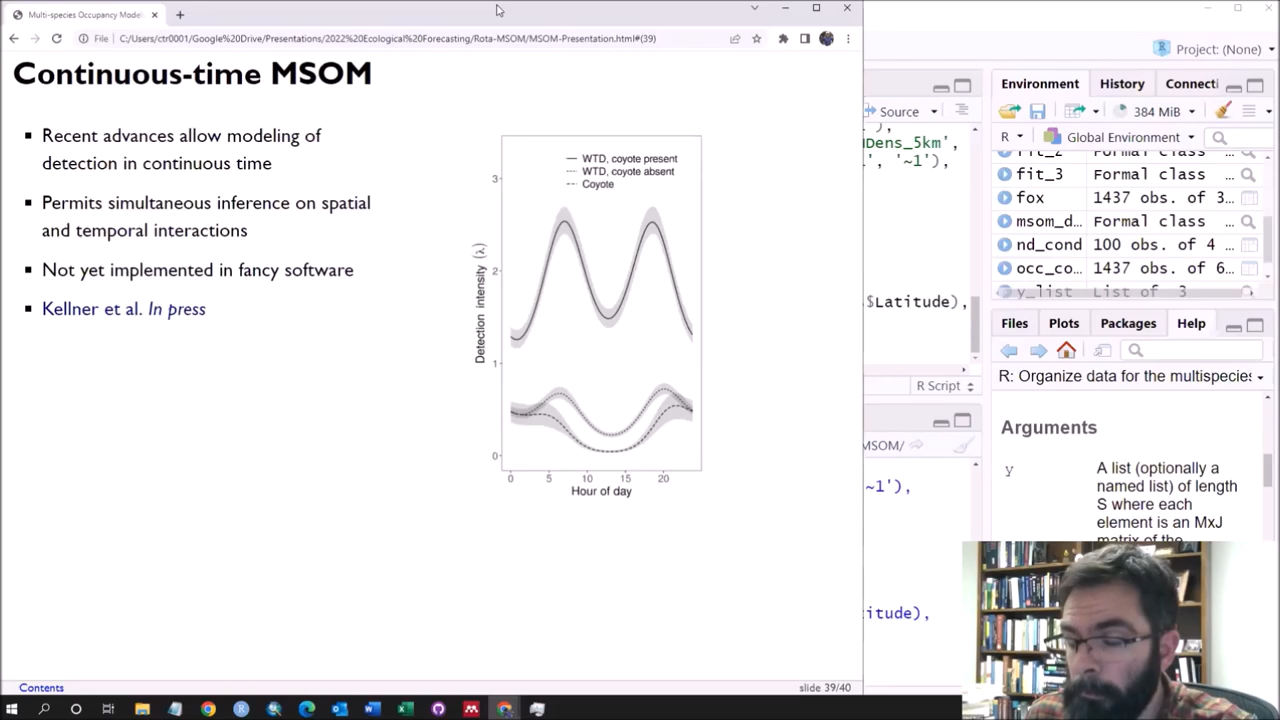 Multi-species Occupancy Model
File
C:/Users/ctr0001/Google%20Drive/Presentations/2022%20Ecological%20Forecasting/Rota-MSOM/MSOM-Presentation.html#(39)
Continuous-time MSOM
Recent advances allow modeling of
detection in continuous time
Permits simultaneous inference on spatial
and temporal interactions
Not yet implemented in fancy software
Kellner et al. In press
WTD, coyote present
WTD, coyote absent
Coyote
Detection intensity (λ)
3
2
1
0
0 5 10 15 20
Hour of day
Contents
slide 39/40
Project: (None)
Source
),
Dens_5km',
', '~1'),
$Latitude),
R Script
MSOM/
~1'),
titude),
Environment History Connecti
384 MiB
R Global Environment
fit_2 Formal class ...
fit_3 Formal class ...
fox 1437 obs. of 3...
msom_d... Formal class ...
nd_cond 100 obs. of 4 ...
occ_co... 1437 obs. of 6...
y_list List of 3
Files Plots Packages Help
R: Organize data for the multispecies
Arguments
y A list (optionally a
named list) of length
S where each
element is an MxJ
matrix of the